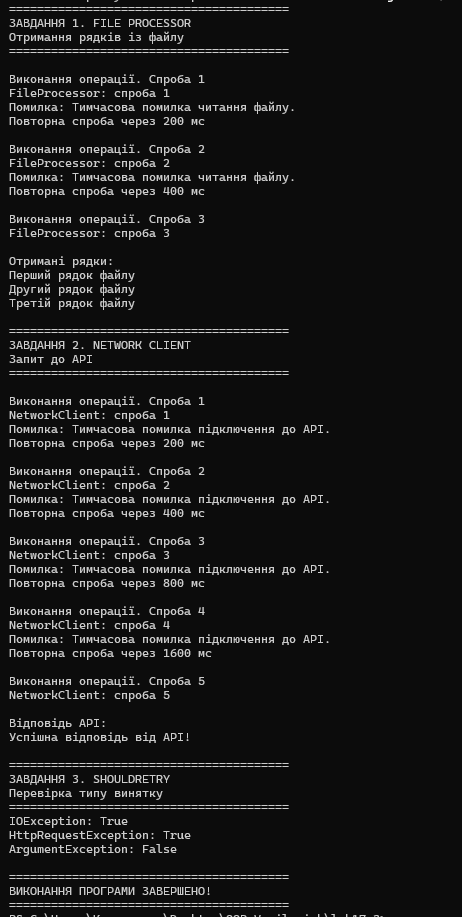 ========================================
ЗАВДАННЯ 1. FILE PROCESSOR
Отримання рядків із файлу
========================================
Виконання операції. Спроба 1
FileProcessor: спроба 1
Помилка: Тимчасова помилка читання файлу.
Повторна спроба через 200 мс
Виконання операції. Спроба 2
FileProcessor: спроба 2
Помилка: Тимчасова помилка читання файлу.
Повторна спроба через 400 мс
Виконання операції. Спроба 3
FileProcessor: спроба 3
Отримані рядки:
Перший рядок файлу
Другий рядок файлу
Третій рядок файлу
========================================
ЗАВДАННЯ 2. NETWORK CLIENT
Запит до API
========================================
Виконання операції. Спроба 1
NetworkClient: спроба 1
Помилка: Тимчасова помилка підключення до API.
Повторна спроба через 200 мс
Виконання операції. Спроба 2
NetworkClient: спроба 2
Помилка: Тимчасова помилка підключення до API.
Повторна спроба через 400 мс
Виконання операції. Спроба 3
NetworkClient: спроба 3
Помилка: Тимчасова помилка підключення до API.
Повторна спроба через 800 мс
Виконання операції. Спроба 4
NetworkClient: спроба 4
Помилка: Тимчасова помилка підключення до API.
Повторна спроба через 1600 мс
Виконання операції. Спроба 5
NetworkClient: спроба 5
Відповідь API:
Успішна відповідь від API!
========================================
ЗАВДАННЯ 3. SHOULDRETRY
Перевірка типу винятку
========================================
IOException: True
HttpRequestException: True
ArgumentException: False
========================================
ВИКОНАННЯ ПРОГРАМИ ЗАВЕРШЕНО!
========================================